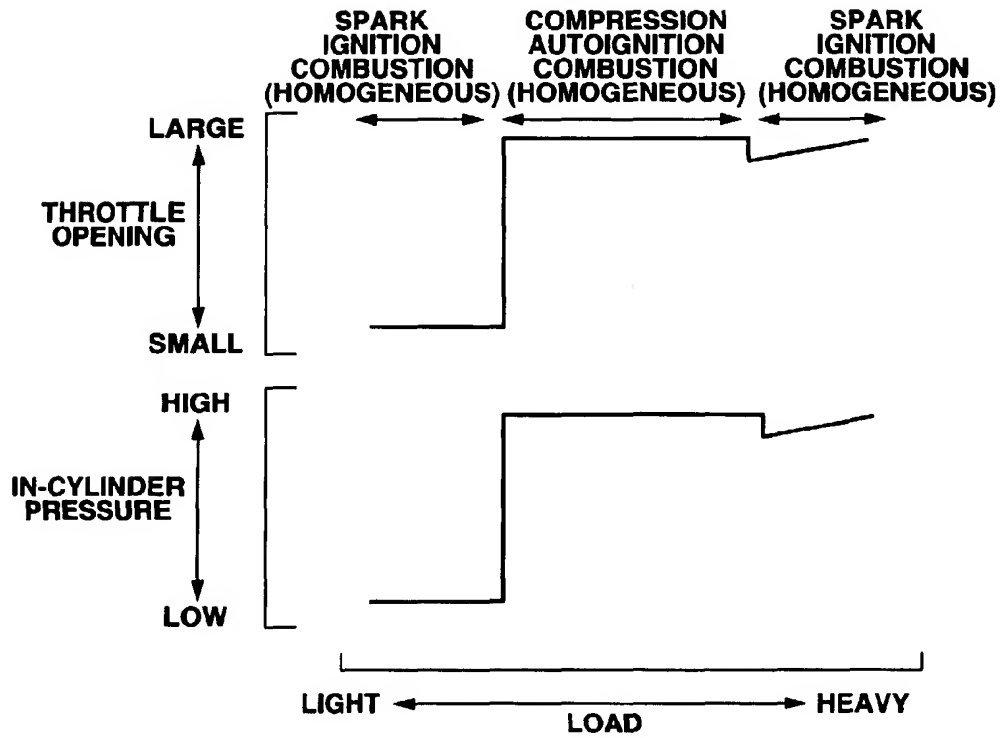 SPARK
IGNITION
COMBUSTION
(HOMOGENEOUS)
COMPRESSION
AUTOIGNITION
COMBUSTION
(HOMOGENEOUS)
SPARK
IGNITION
COMBUSTION
(HOMOGENEOUS)
LARGE
THROTTLE
OPENING
SMALL
HIGH
IN-CYLINDER
PRESSURE
LOW
LIGHT
LOAD
HEAVY